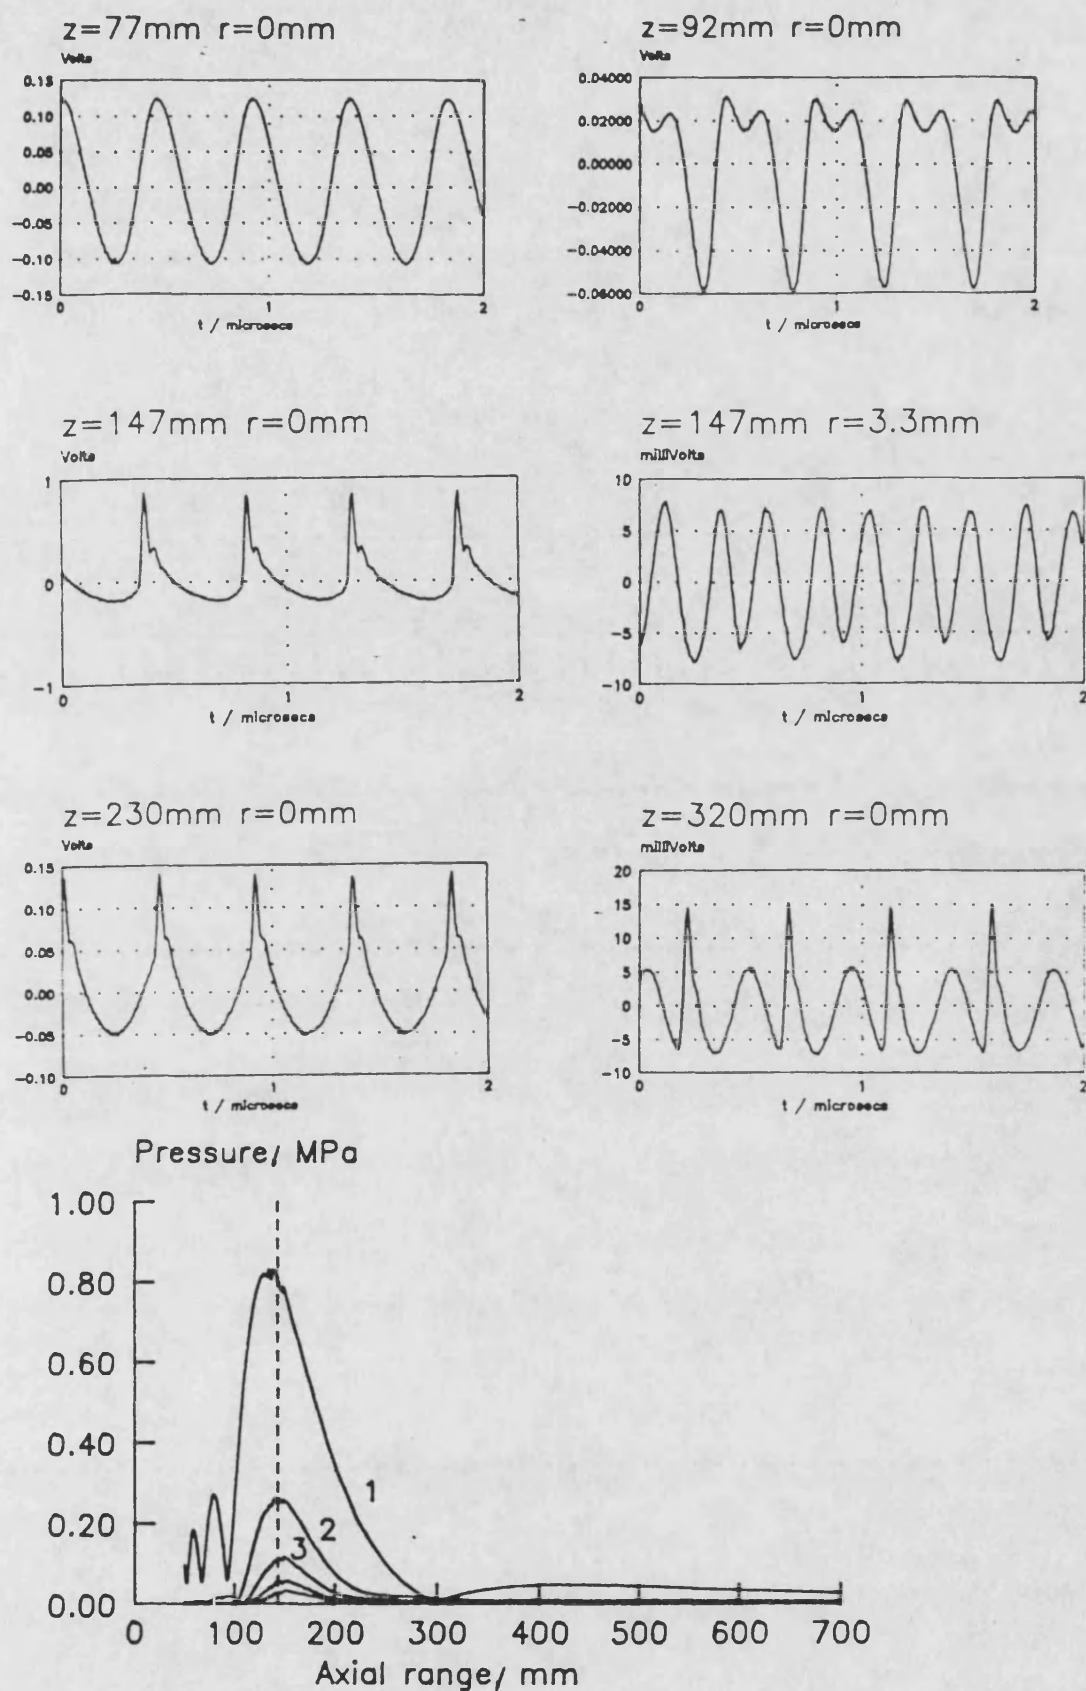 z=77mm r=0mm
Volts
0.15
0.10
0.05
0.00
−0.05
−0.10
−0.15
0 1 2
t / microsecs
z=92mm r=0mm
Volts
0.04000
0.02000
0.00000
−0.02000
−0.04000
−0.06000
0 1 2
t / microsecs
z=147mm r=0mm
Volts
1
0
−1
0 1 2
t / microsecs
z=147mm r=3.3mm
milliVolts
10
5
0
−5
−10
0 1 2
t / microsecs
z=230mm r=0mm
Volts
0.15
0.10
0.05
0.00
−0.05
−0.10
0 1 2
t / microsecs
z=320mm r=0mm
milliVolts
20
15
10
5
0
−5
−10
0 1 2
t / microsecs
Pressure/ MPa
1.00
0.80
0.60
0.40
0.20
0.00
1
2
3
0 100 200 300 400 500 600 700
Axial range/ mm